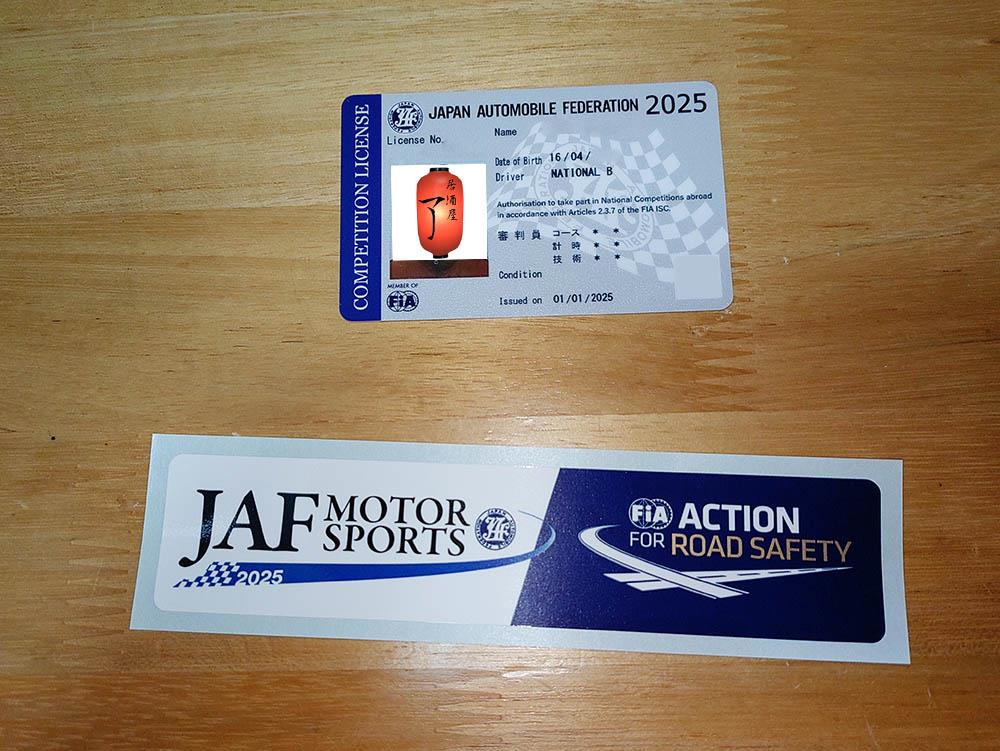 COMPETITION LICENSE
JAPAN AUTOMOBILE FEDERATION 2025
License No.
Name
Date of Birth 16/04/
Driver NATIONAL B
Authorisation to take part in National Competitions abroad
in accordance with Articles 2.3.7 of the FIA ISC.
審判員 コース * *
計時 * *
技術 * *
Condition
Issued on 01/01/2025
居酒屋
了
MEMBER OF
FiA
JAF MOTOR
SPORTS
2025
FiA ACTION
FOR ROAD SAFETY